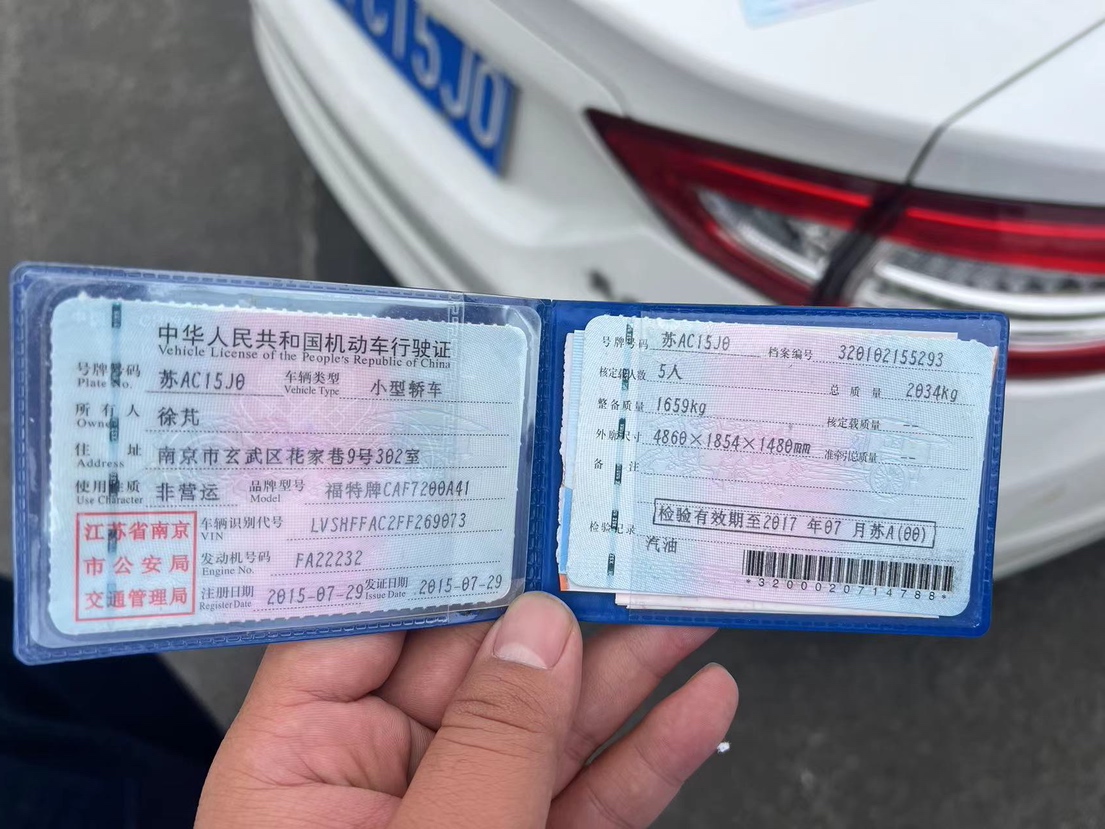 C15J0
中华人民共和国机动车行驶证
Vehicle License of the People's Republic of China
号牌号码 苏AC15J0 车辆类型 小型轿车
Plate No. Vehicle Type
所有人 徐芃
Owner
住址 南京市玄武区花家巷9号302室
Address
使用性质 非营运 品牌型号 福特牌CAF7200A41
Use Character Model
江苏省南京
市公安局
交通管理局
车辆识别代号 LVSHFFAC2FF269073
VIN
发动机号码 FA22232
Engine No.
注册日期 2015-07-29 发证日期 2015-07-29
Register Date Issue Date
号牌号码 苏AC15J0 档案编号 320102155293
核定载人数 5人 总质量 2034kg
整备质量 1659kg 核定载质量 --
外廓尺寸 4860×1854×1480mm 准牵引总质量 --
备注
检验有效期至2017 年07 月苏A(00)
检验记录
汽油
*3200020714788*